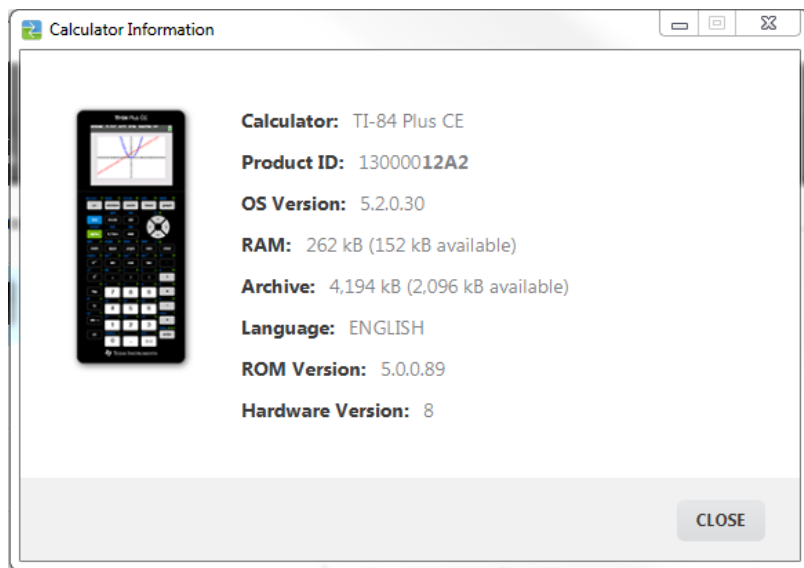 Calculator Information
Calculator: TI-84 Plus CE
Product ID: 13000012A2
OS Version: 5.2.0.30
RAM: 262 kB (152 kB available)
Archive: 4,194 kB (2,096 kB available)
Language: ENGLISH
ROM Version: 5.0.0.89
Hardware Version: 8
CLOSE